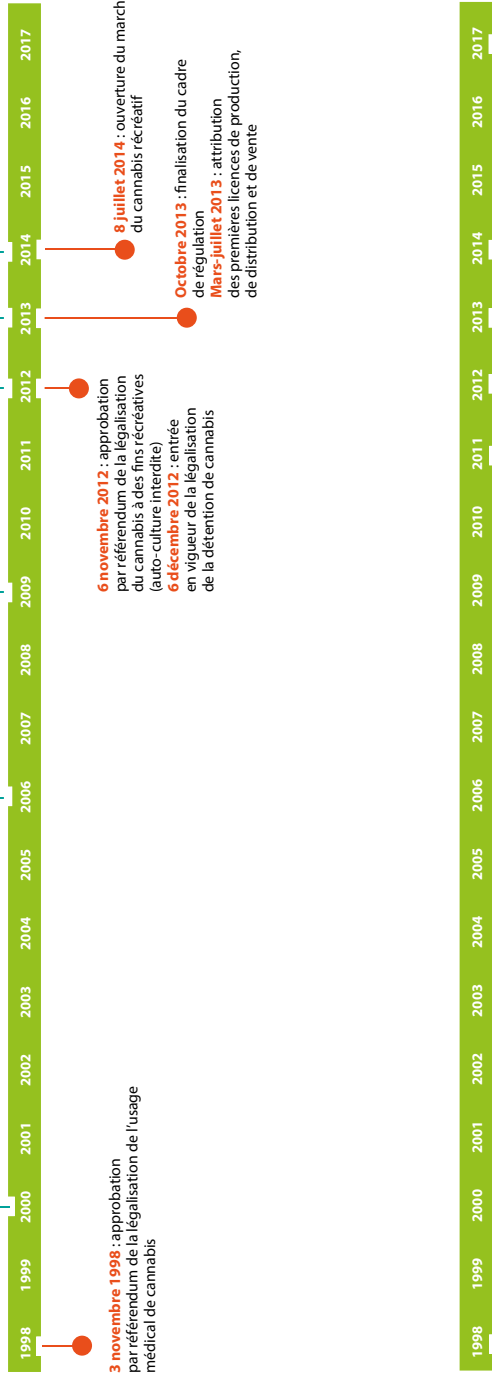 1998 1999 2000 2001 2002 2003 2004 2005 2006 2007 2008 2009 2010 2011 2012 2013 2014 2015 2016 2017
3 novembre 1998 : approbation
par référendum de la légalisation de l'usage
médical de cannabis
6 novembre 2012 : approbation
par référendum de la légalisation
du cannabis à des fins récréatives
(auto-culture interdite)
6 décembre 2012 : entrée
en vigueur de la légalisation
de la détention de cannabis
8 juillet 2014 : ouverture du march
du cannabis récréatif
Octobre 2013 : finalisation du cadre
de régulation
Mars-juillet 2013 : attribution
des premières licences de production,
de distribution et de vente
1998 1999 2000 2001 2002 2003 2004 2005 2006 2007 2008 2009 2010 2011 2012 2013 2014 2015 2016 2017